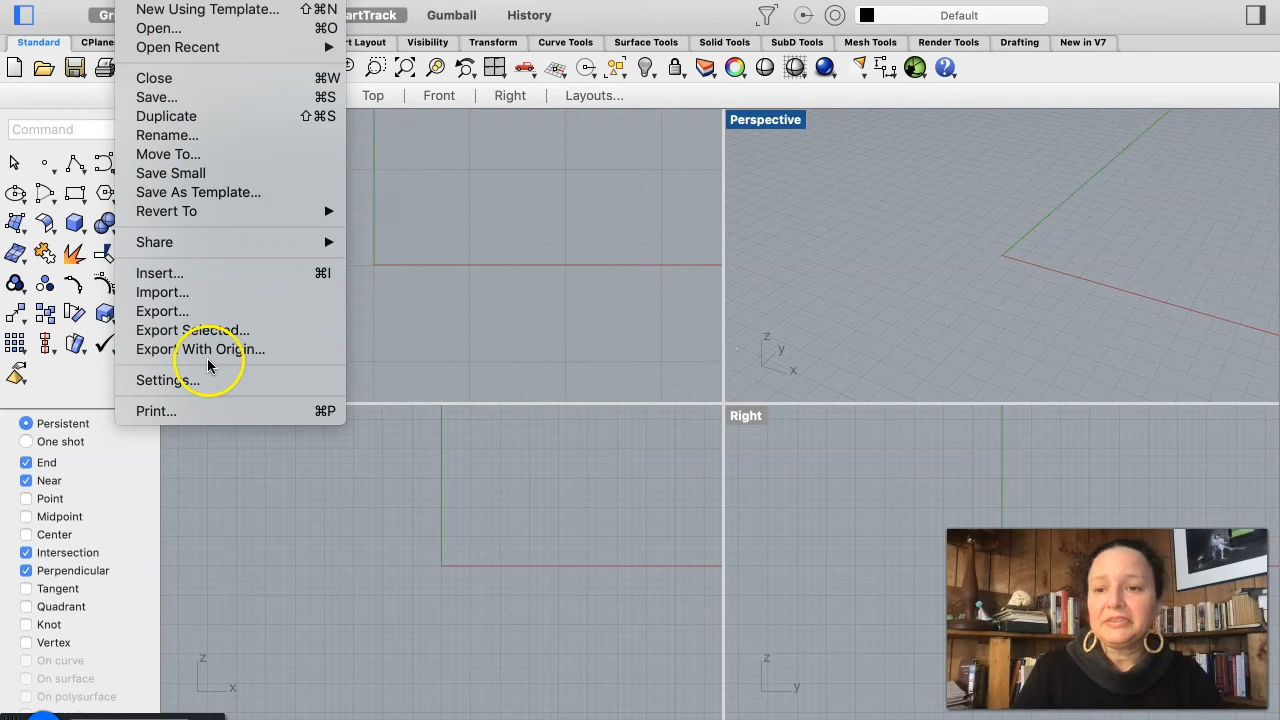 New Using Template... ⇧⌘N
Gr
artTrack
Gumball
History
Default
Open... ⌘O
Open Recent
Standard
CPlane
t Layout
Visibility
Transform
Curve Tools
Surface Tools
Solid Tools
SubD Tools
Mesh Tools
Render Tools
Drafting
New in V7
Close ⌘W
Save... ⌘S
Top
Front
Right
Layouts...
Duplicate ⇧⌘S
Perspective
Command
Rename...
Move To...
Save Small
Save As Template...
Revert To
Share
Insert... ⌘I
Import...
Export...
Export Selected...
Export With Origin...
Settings...
Print... ⌘P
z
y
x
Right
Persistent
One shot
End
Near
Point
Midpoint
Center
Intersection
Perpendicular
Tangent
Quadrant
Knot
Vertex
On curve
On surface
On polysurface
z
x
z
y